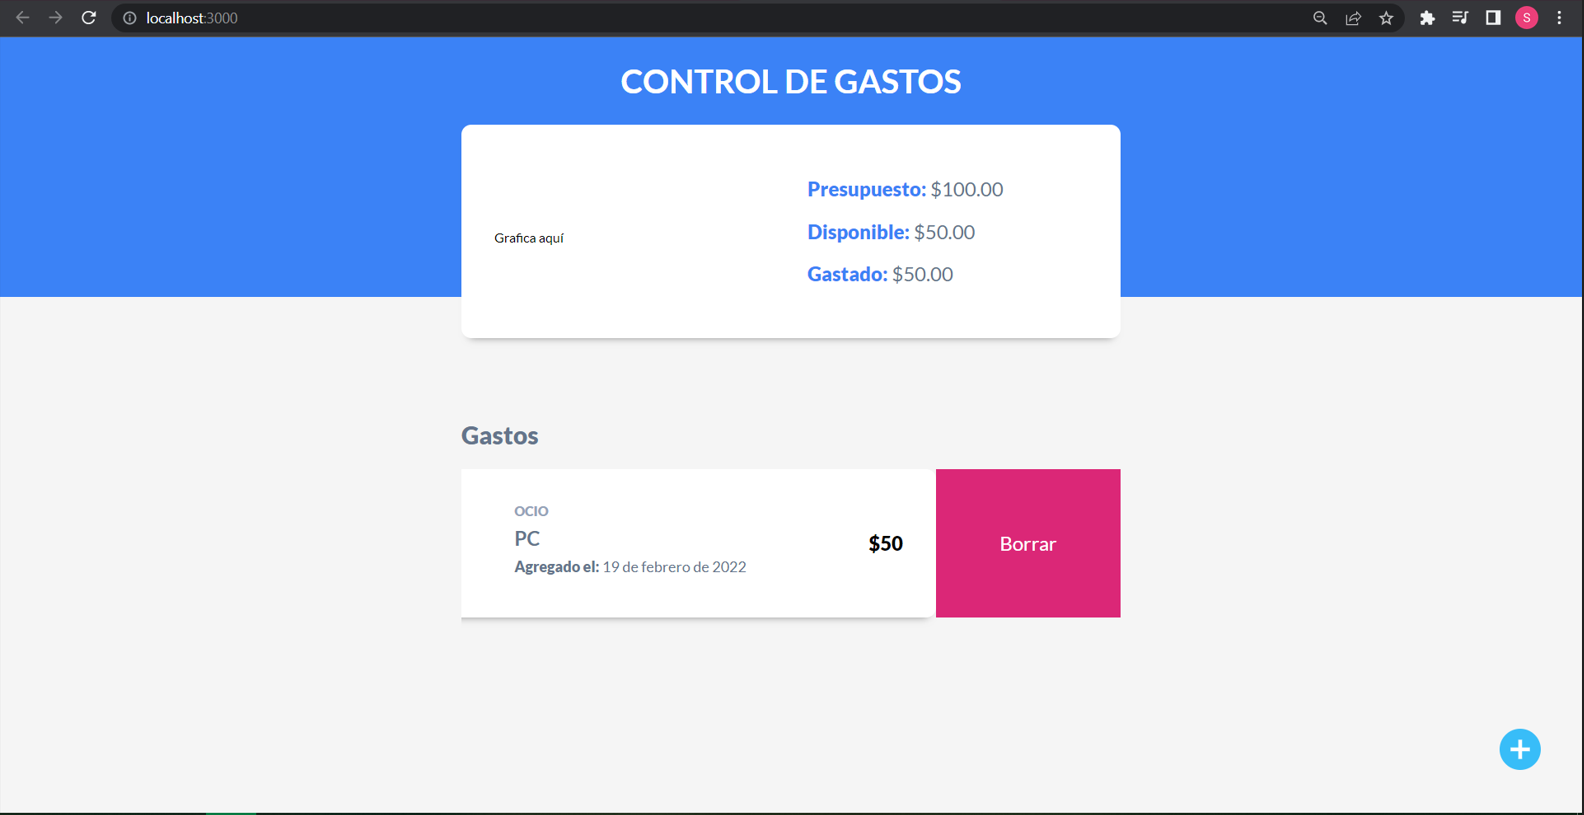 localhost:3000
S
CONTROL DE GASTOS
Grafica aquí
Presupuesto: $100.00
Disponible: $50.00
Gastado: $50.00
Gastos
OCIO
PC
Agregado el: 19 de febrero de 2022
$50
Borrar